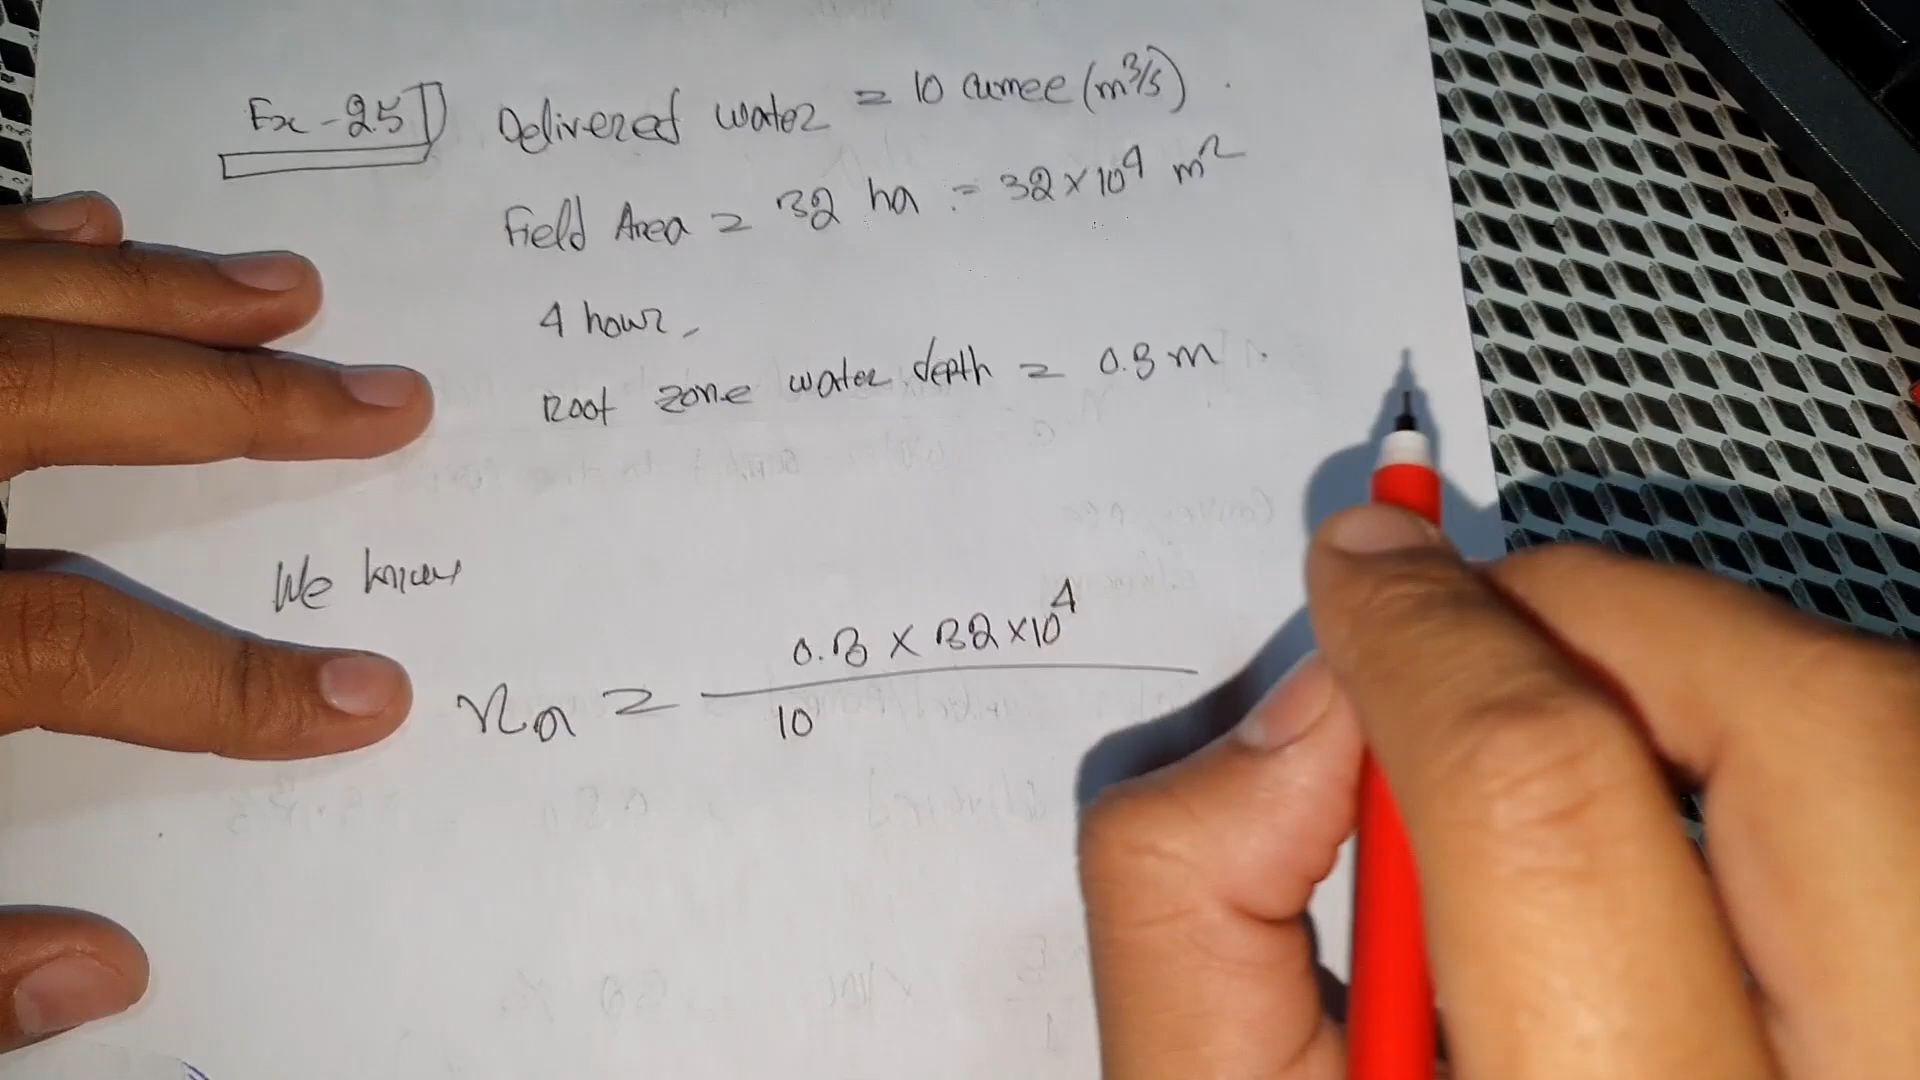 Ex-25] Delivered water = 10 cumec (m³/s).
Field Area = 32 ha = 32×10⁴ m²
4 hour,
Root zone water depth = 0.3 m.
We know
0.3 × 32×10⁴
ηa =
10